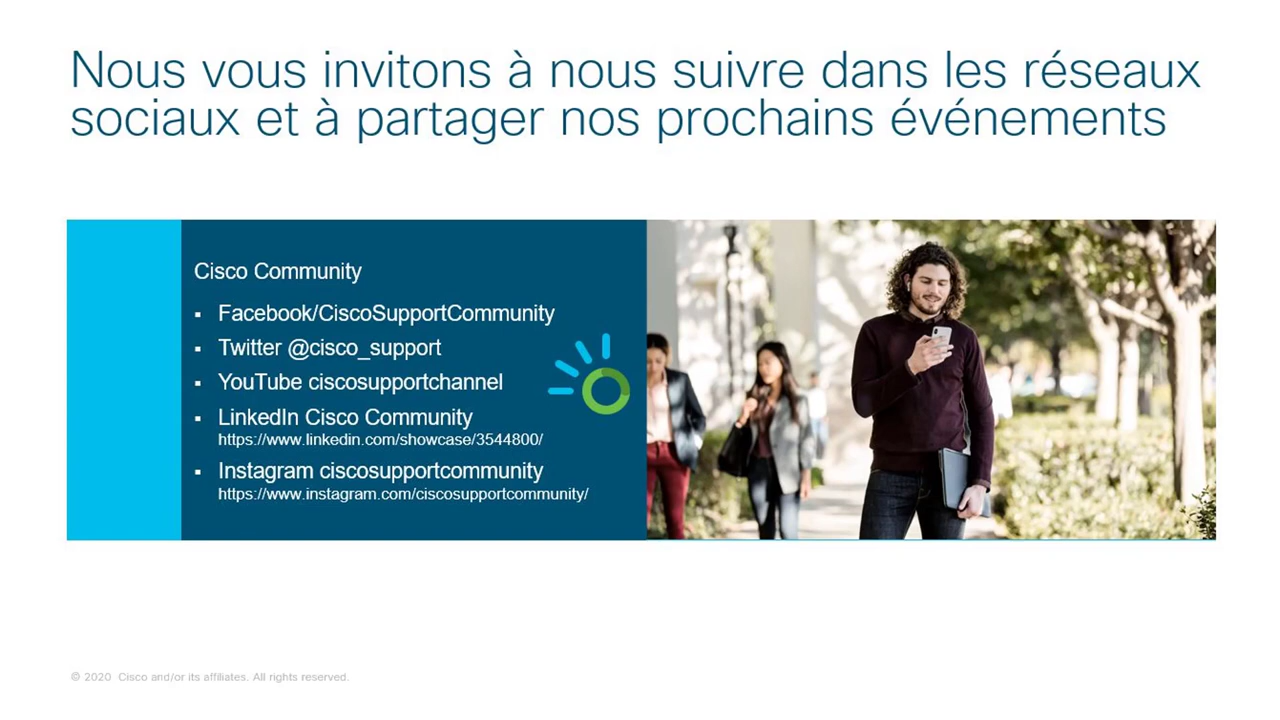 Nous vous invitons à nous suivre dans les réseaux
sociaux et à partager nos prochains événements
Cisco Community
▪ Facebook/CiscoSupportCommunity
▪ Twitter @cisco_support
▪ YouTube ciscosupportchannel
▪ LinkedIn Cisco Community
https://www.linkedin.com/showcase/3544800/
▪ Instagram ciscosupportcommunity
https://www.instagram.com/ciscosupportcommunity/
© 2020 Cisco and/or its affiliates. All rights reserved.